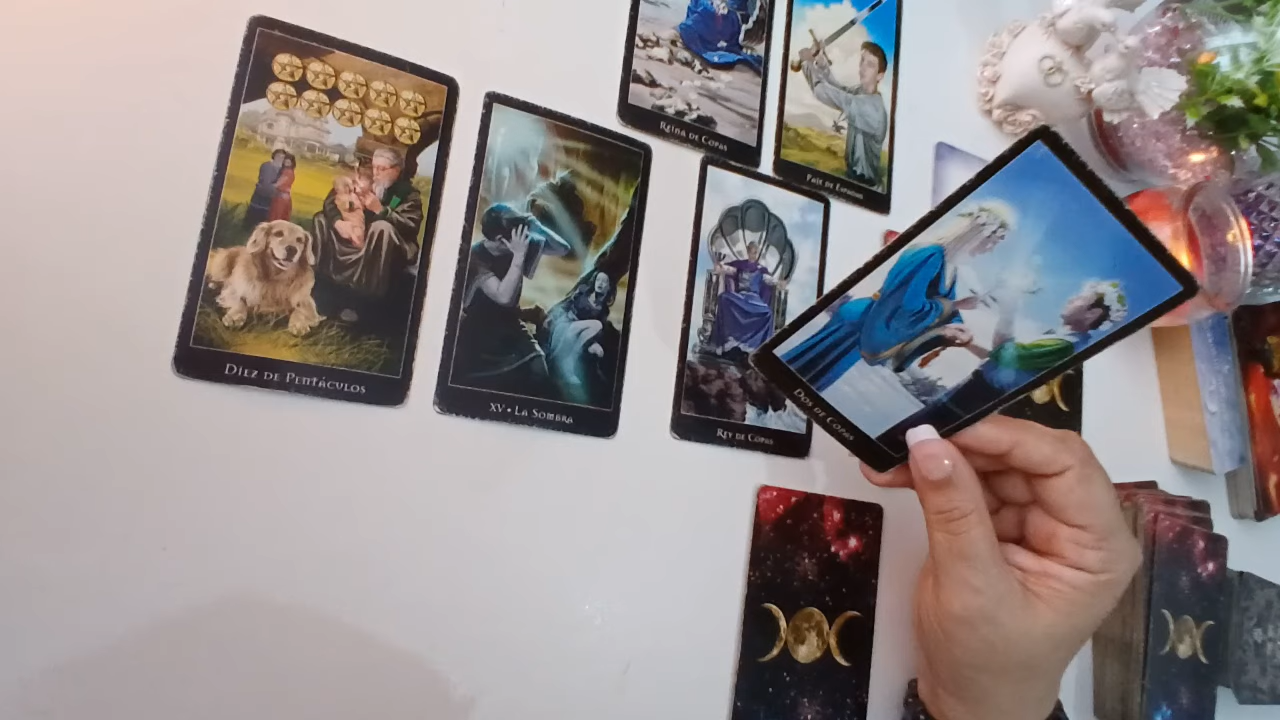 Reina de Copas
Paje de Espadas
Diez de Pentáculos
XV • La Sombra
Rey de Copas
Dos de Copas